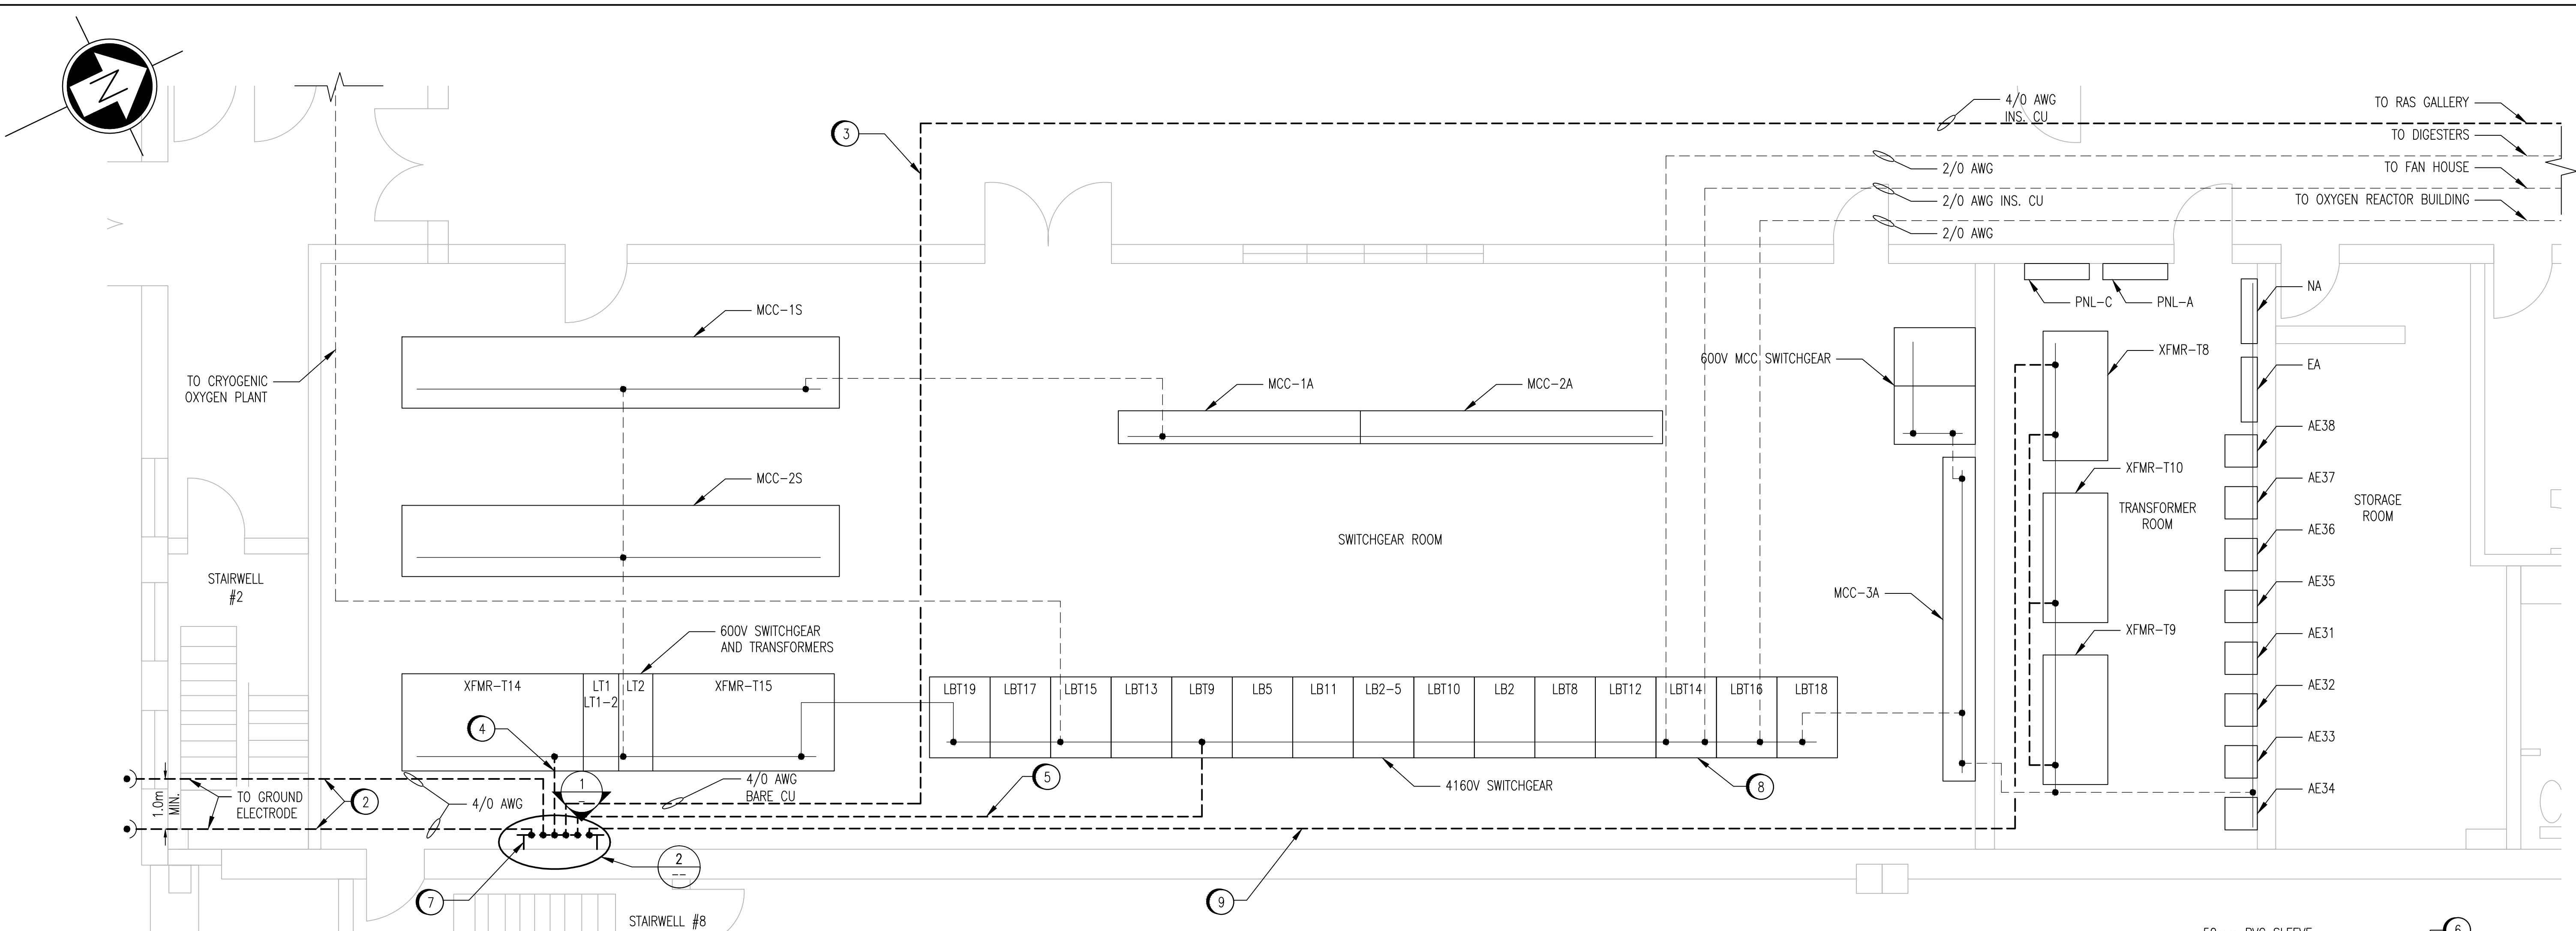 N
3
4/0 AWG
INS. CU
TO RAS GALLERY
TO DIGESTERS
2/0 AWG
TO FAN HOUSE
2/0 AWG INS. CU
TO OXYGEN REACTOR BUILDING
2/0 AWG
MCC-1S
PNL-C
PNL-A
NA
600V MCC SWITCHGEAR
XFMR-T8
EA
TO CRYOGENIC
OXYGEN PLANT
MCC-1A
MCC-2A
AE38
MCC-2S
XFMR-T10
AE37
TRANSFORMER
ROOM
STORAGE
ROOM
SWITCHGEAR ROOM
AE36
STAIRWELL
#2
AE35
MCC-3A
600V SWITCHGEAR
AND TRANSFORMERS
XFMR-T9
AE31
XFMR-T14
LT1
LT1-2
LT2
XFMR-T15
LBT19
LBT17
LBT15
LBT13
LBT9
LB5
LB11
LB2-5
LBT10
LB2
LBT8
LBT12
LBT14
LBT16
LBT18
AE32
4
AE33
1
-
4/0 AWG
BARE CU
5
4160V SWITCHGEAR
8
AE34
1.0m
MIN.
TO GROUND
ELECTRODE
2
4/0 AWG
2
--
7
9
STAIRWELL #8
6